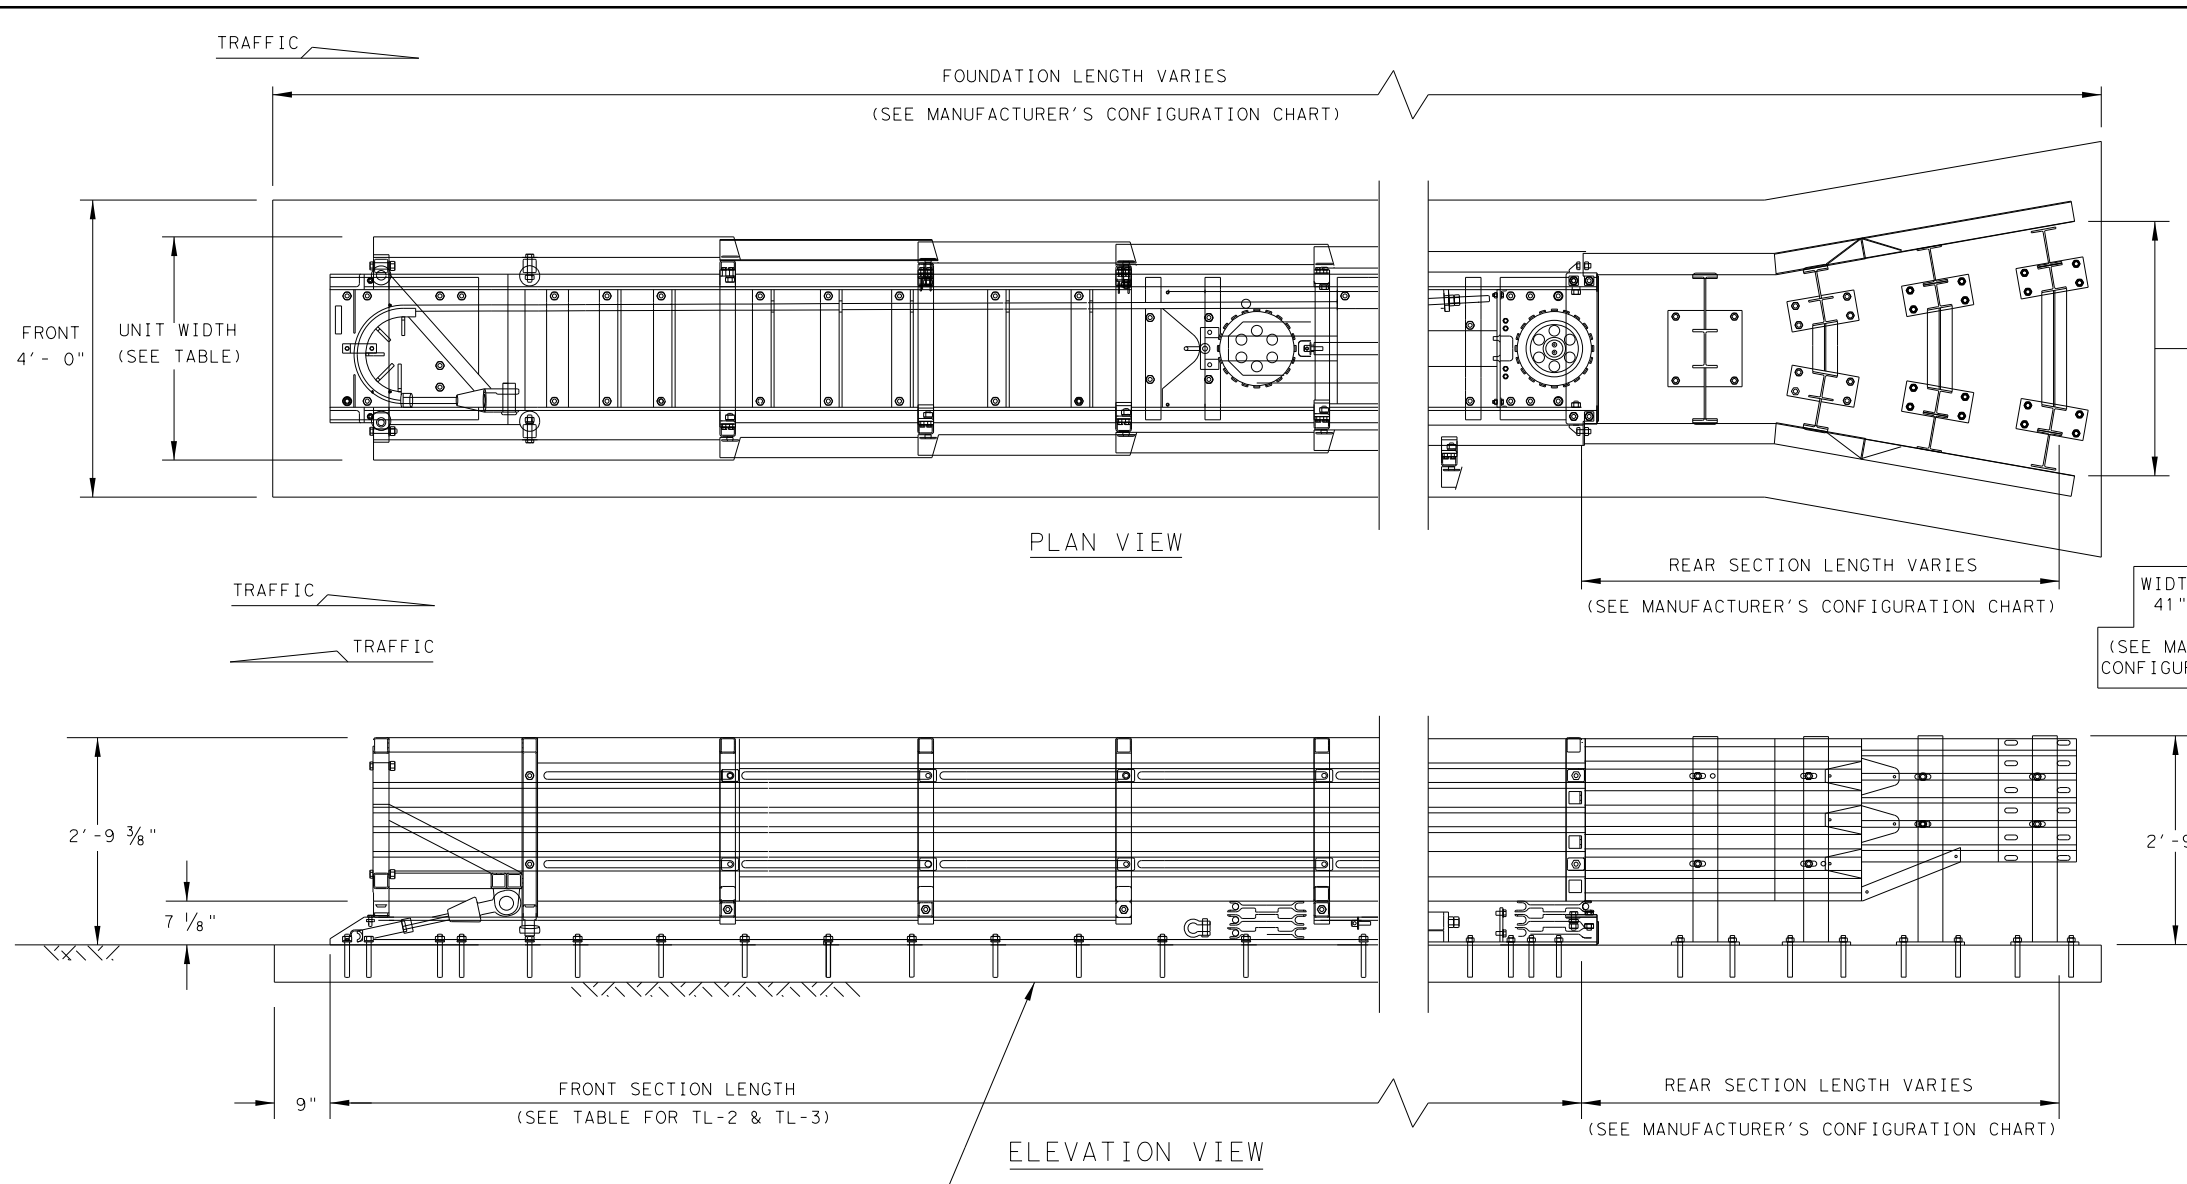 TRAFFIC
FOUNDATION LENGTH VARIES
(SEE MANUFACTURER'S CONFIGURATION CHART)
FRONT
4'- 0"
UNIT WIDTH
(SEE TABLE)
PLAN VIEW
REAR SECTION LENGTH VARIES
(SEE MANUFACTURER'S CONFIGURATION CHART)
TRAFFIC
TRAFFIC
41"
(SEE
2'-9 ⅜"
7 ⅛"
9"
FRONT SECTION LENGTH
(SEE TABLE FOR TL-2 & TL-3)
REAR SECTION LENGTH VARIES
(SEE MANUFACTURER'S CONFIGURATION CHART)
ELEVATION VIEW